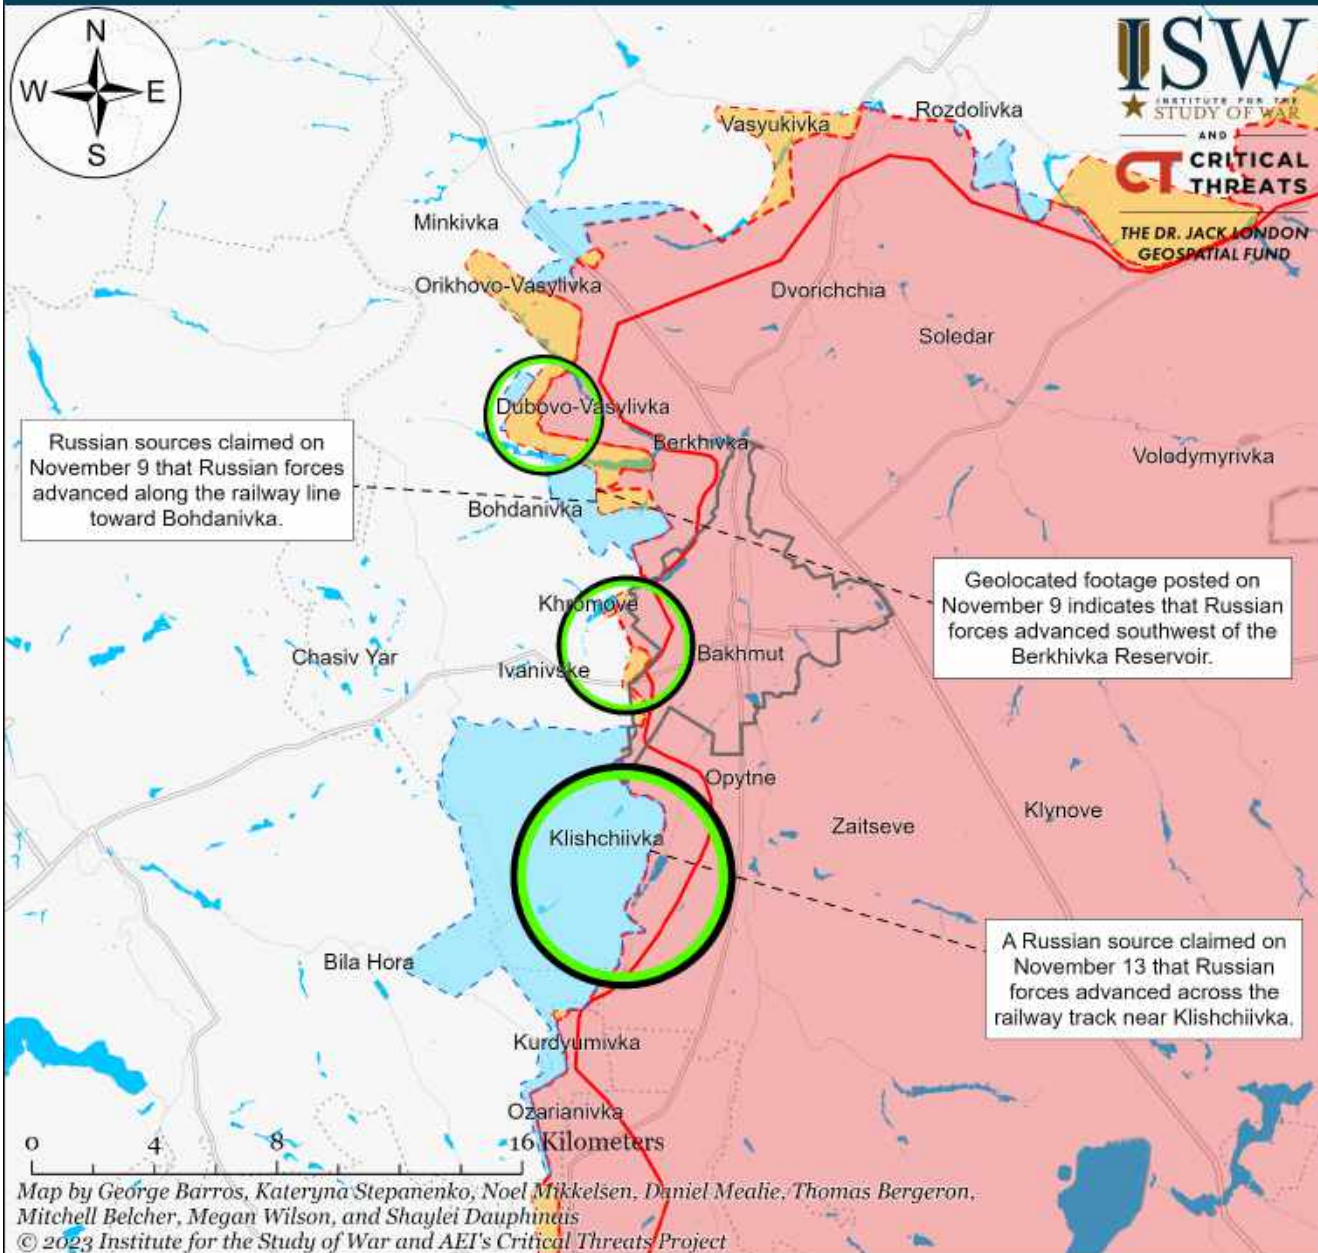 N
W
E
S
ISW
INSTITUTE FOR THE
STUDY OF WAR
AND
CT CRITICAL
THREATS
THE DR. JACK LONDON
GEOSPATIAL FUND
Rozdolivka
Vasyukivka
Minkivka
Orikhovo-Vasylivka
Dvorichchia
Soledar
Dubovo-Vasylivka
Berkhivka
Volodymyrivka
Russian sources claimed on
November 9 that Russian forces
advanced along the railway line
toward Bohdanivka.
Bohdanivka
Geolocated footage posted on
November 9 indicates that Russian
forces advanced southwest of the
Berkhivka Reservoir.
Khromove
Chasiv Yar
Ivanivske
Bakhmut
Opytne
Klishchiivka
Zaitseve
Klynove
A Russian source claimed on
November 13 that Russian
forces advanced across the
railway track near Klishchiivka.
Bila Hora
Kurdyumivka
Ozarianivka
0 4 8 16 Kilometers
Map by George Barros, Kateryna Stepanenko, Noel Mikkelsen, Daniel Mealie, Thomas Bergeron,
Mitchell Belcher, Megan Wilson, and Shaylei Dauphinais
© 2023 Institute for the Study of War and AEI's Critical Threats Project